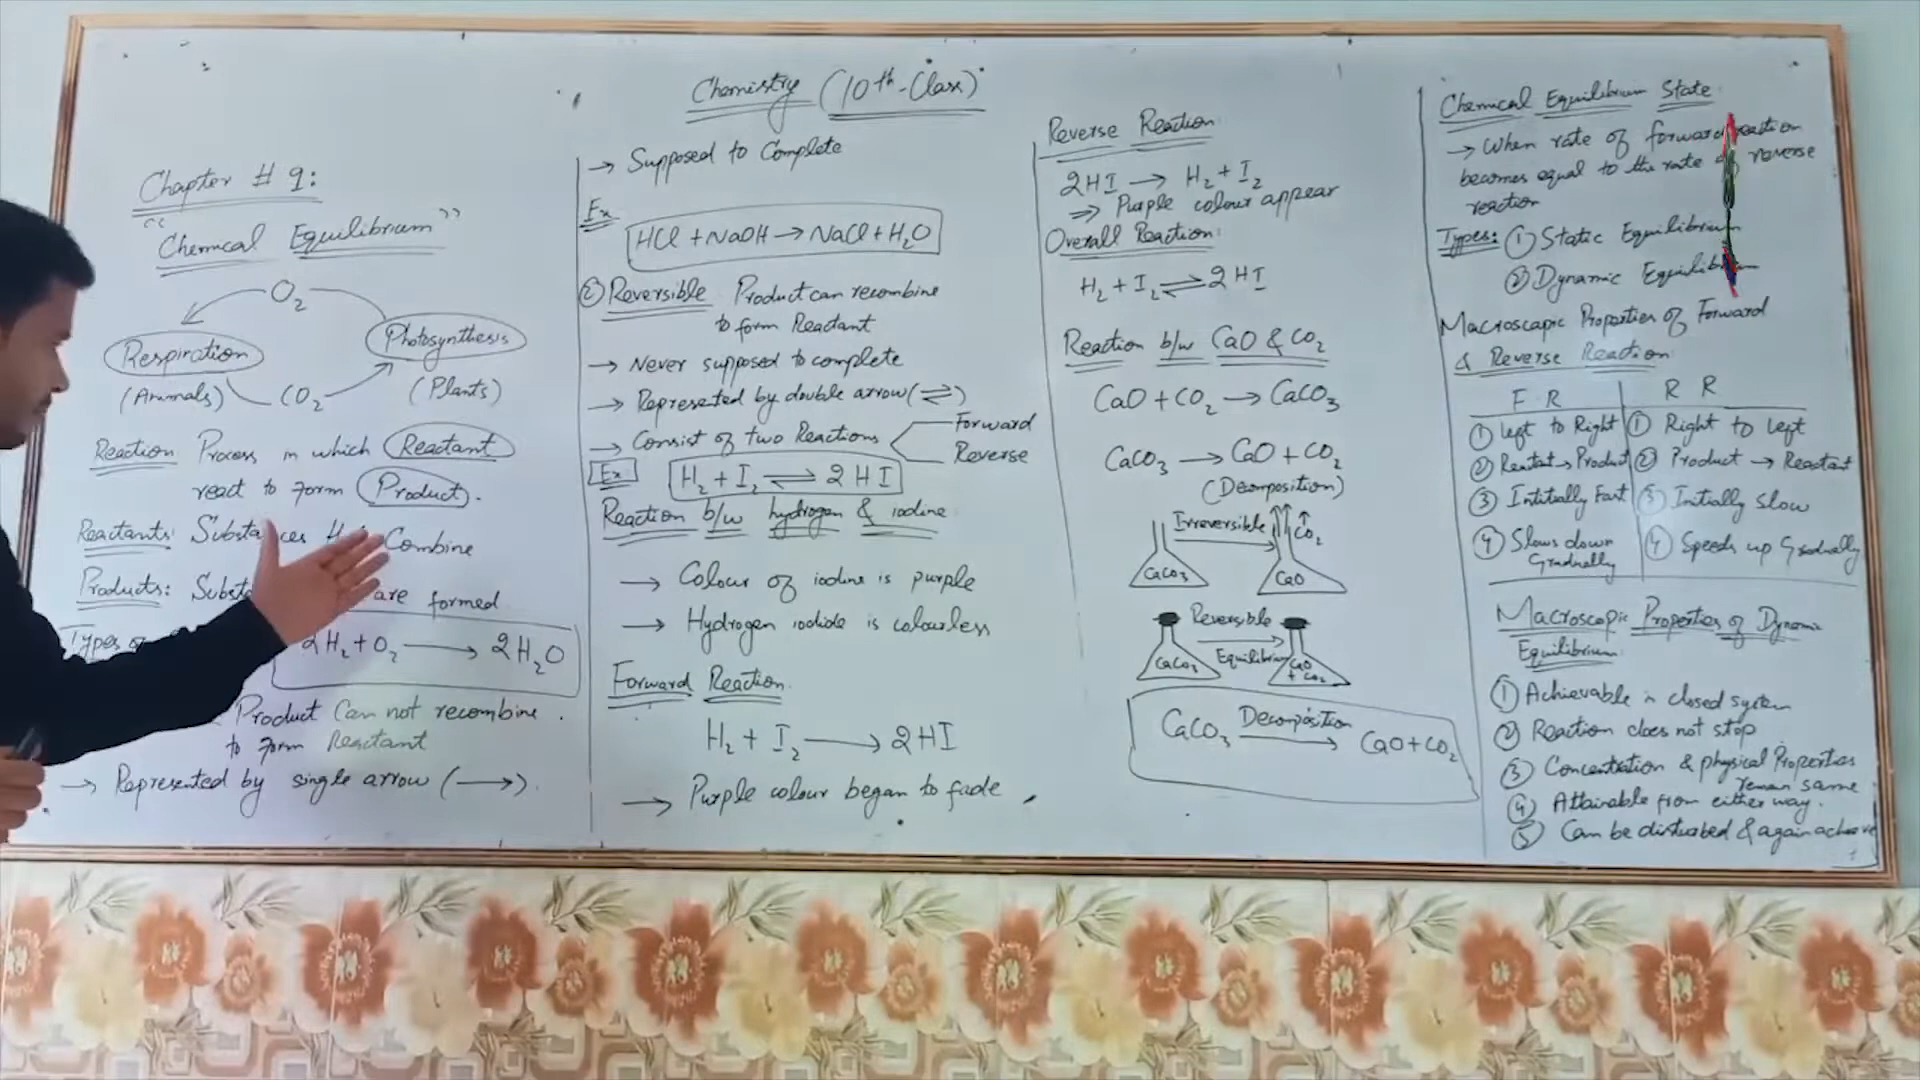 Chemistry (10th-Class)
Chapter # 9:
"Chemical Equilibrium"
O2
Respiration
Photosynthesis
(Animals)
CO2
(Plants)
Reaction Process in which Reactant
react to form Product.
Reactants: Substances Combine
Products: are formed
Types
2H2+O2 → 2H2O
Product Can not recombine
to form Reactant
→ Represented by single arrow (→).
→ Supposed to Complete
Ex
HCl + NaOH → NaCl + H2O
② Reversible Product can recombine
to form Reactant
→ Never supposed to complete
→ Represented by double arrow (⇌)
→ Consist of two Reactions
Forward
Reverse
Ex
H2 + I2 ⇌ 2HI
Reaction b/w hydrogen & iodine
→ Colour of iodine is purple
→ Hydrogen iodide is colourless
Forward Reaction
H2 + I2 → 2HI
→ Purple colour began to fade
Reverse Reaction
2HI → H2 + I2
⇒ Purple colour appear
Overall Reaction:
H2 + I2 ⇌ 2HI
Reaction b/w CaO & CO2
CaO + CO2 → CaCO3
CaCO3 → CaO + CO2
(Decomposition)
Irreversible
CO2
CaCO3
CaO
Reversible
Equilibrium
CaCO3
CaO + CO2
CaCO3 Decomposition → CaO+CO2
Chemical Equilibrium State
→ When rate of forward reaction
becomes equal to the rate of reverse
reaction
Types: ① Static Equilibrium
② Dynamic Equilibrium
Macroscopic Properties of Forward
& Reverse Reaction
F R
R R
① left to Right ① Right to left
② Reactant → Product ② Product → Reactant
③ Intitially Fast ③ Initially slow
④ Slows down Gradually ④ Speeds up Gradually
Macroscopic Properties of Dynamic
Equilibrium
① Achievable in closed system
② Reaction does not stop
③ Concentration & physical Properties
remain same
④ Attainable from either way.
⑤ Can be disturbed & again achieve